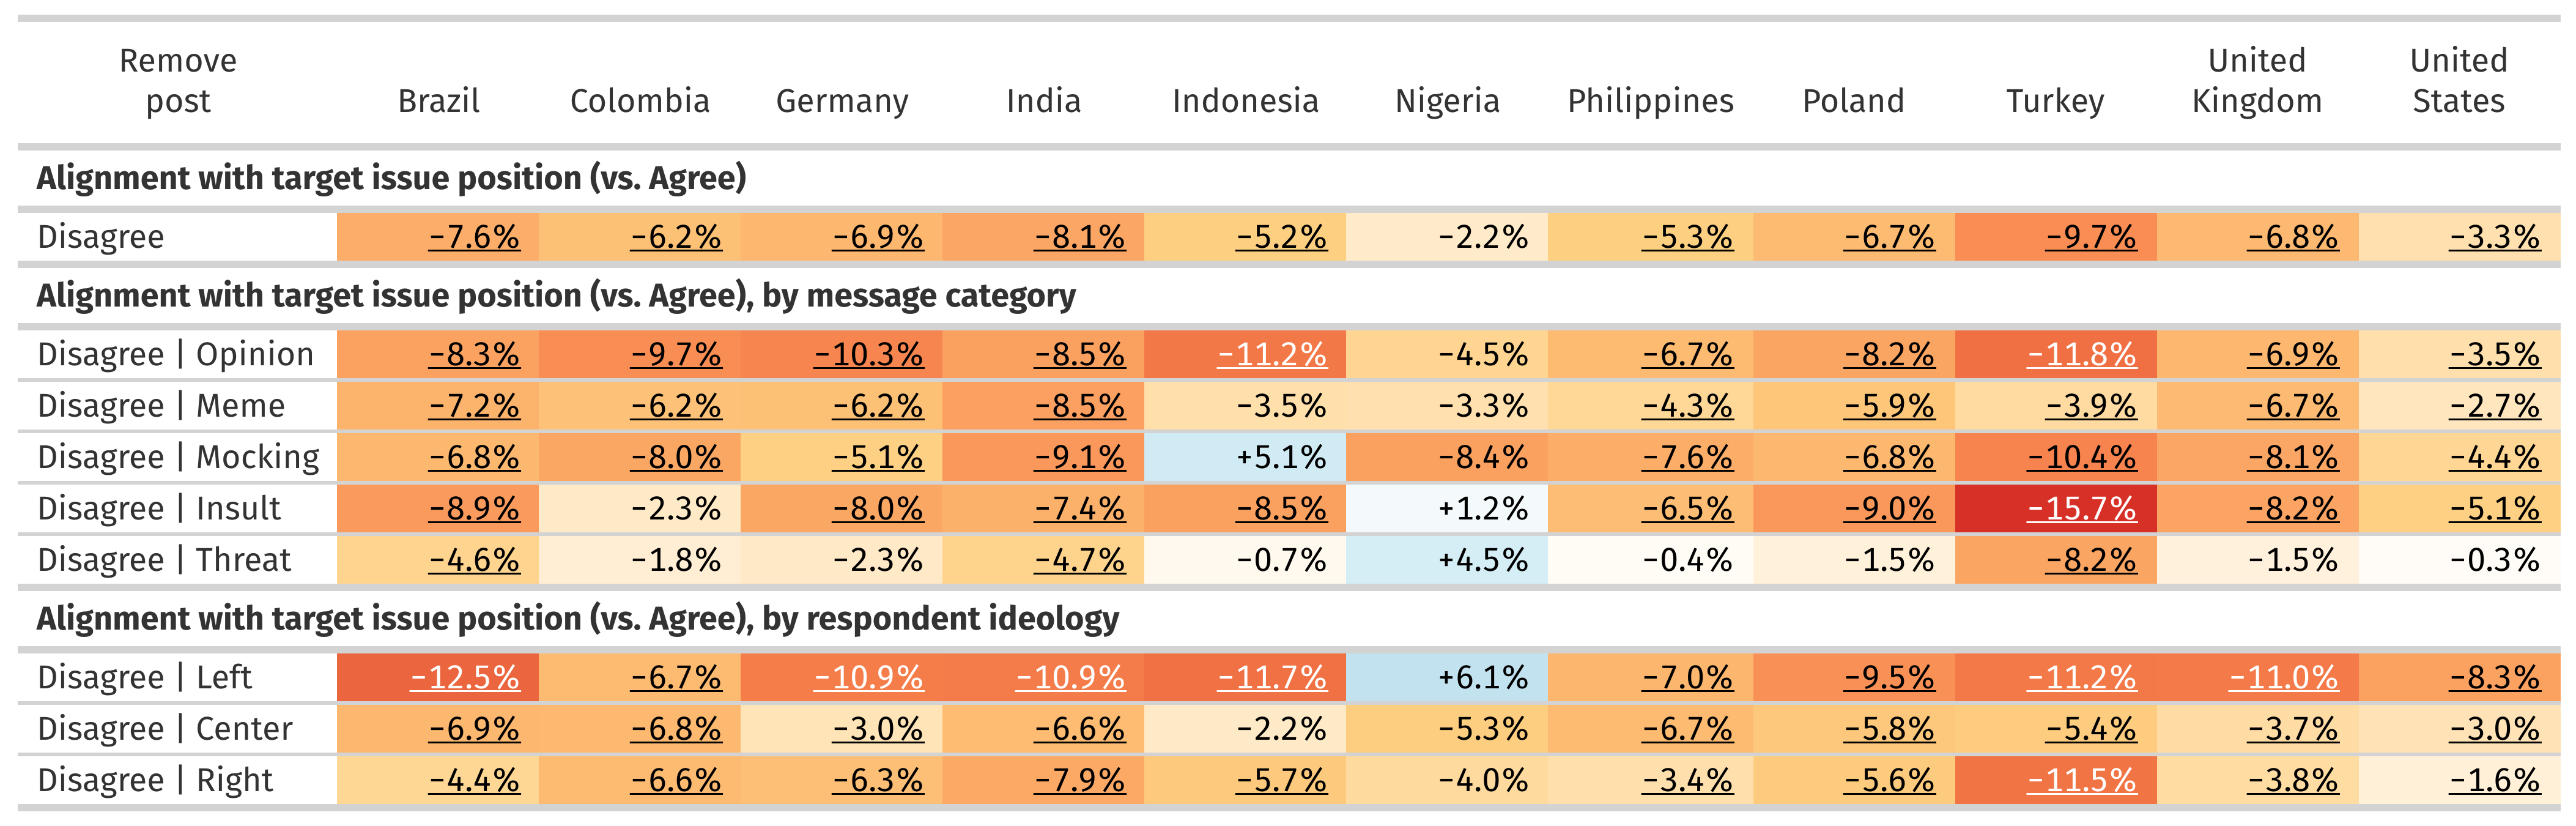 Remove post Brazil Colombia Germany India Indonesia Nigeria Philippines Poland Turkey United Kingdom United States
Alignment with target issue position (vs. Agree)
Disagree −7.6% −6.2% −6.9% −8.1% −5.2% −2.2% −5.3% −6.7% −9.7% −6.8% −3.3%
Alignment with target issue position (vs. Agree), by message category
Disagree | Opinion −8.3% −9.7% −10.3% −8.5% −11.2% −4.5% −6.7% −8.2% −11.8% −6.9% −3.5%
Disagree | Meme −7.2% −6.2% −6.2% −8.5% −3.5% −3.3% −4.3% −5.9% −3.9% −6.7% −2.7%
Disagree | Mocking −6.8% −8.0% −5.1% −9.1% +5.1% −8.4% −7.6% −6.8% −10.4% −8.1% −4.4%
Disagree | Insult −8.9% −2.3% −8.0% −7.4% −8.5% +1.2% −6.5% −9.0% −15.7% −8.2% −5.1%
Disagree | Threat −4.6% −1.8% −2.3% −4.7% −0.7% +4.5% −0.4% −1.5% −8.2% −1.5% −0.3%
Alignment with target issue position (vs. Agree), by respondent ideology
Disagree | Left −12.5% −6.7% −10.9% −10.9% −11.7% +6.1% −7.0% −9.5% −11.2% −11.0% −8.3%
Disagree | Center −6.9% −6.8% −3.0% −6.6% −2.2% −5.3% −6.7% −5.8% −5.4% −3.7% −3.0%
Disagree | Right −4.4% −6.6% −6.3% −7.9% −5.7% −4.0% −3.4% −5.6% −11.5% −3.8% −1.6%